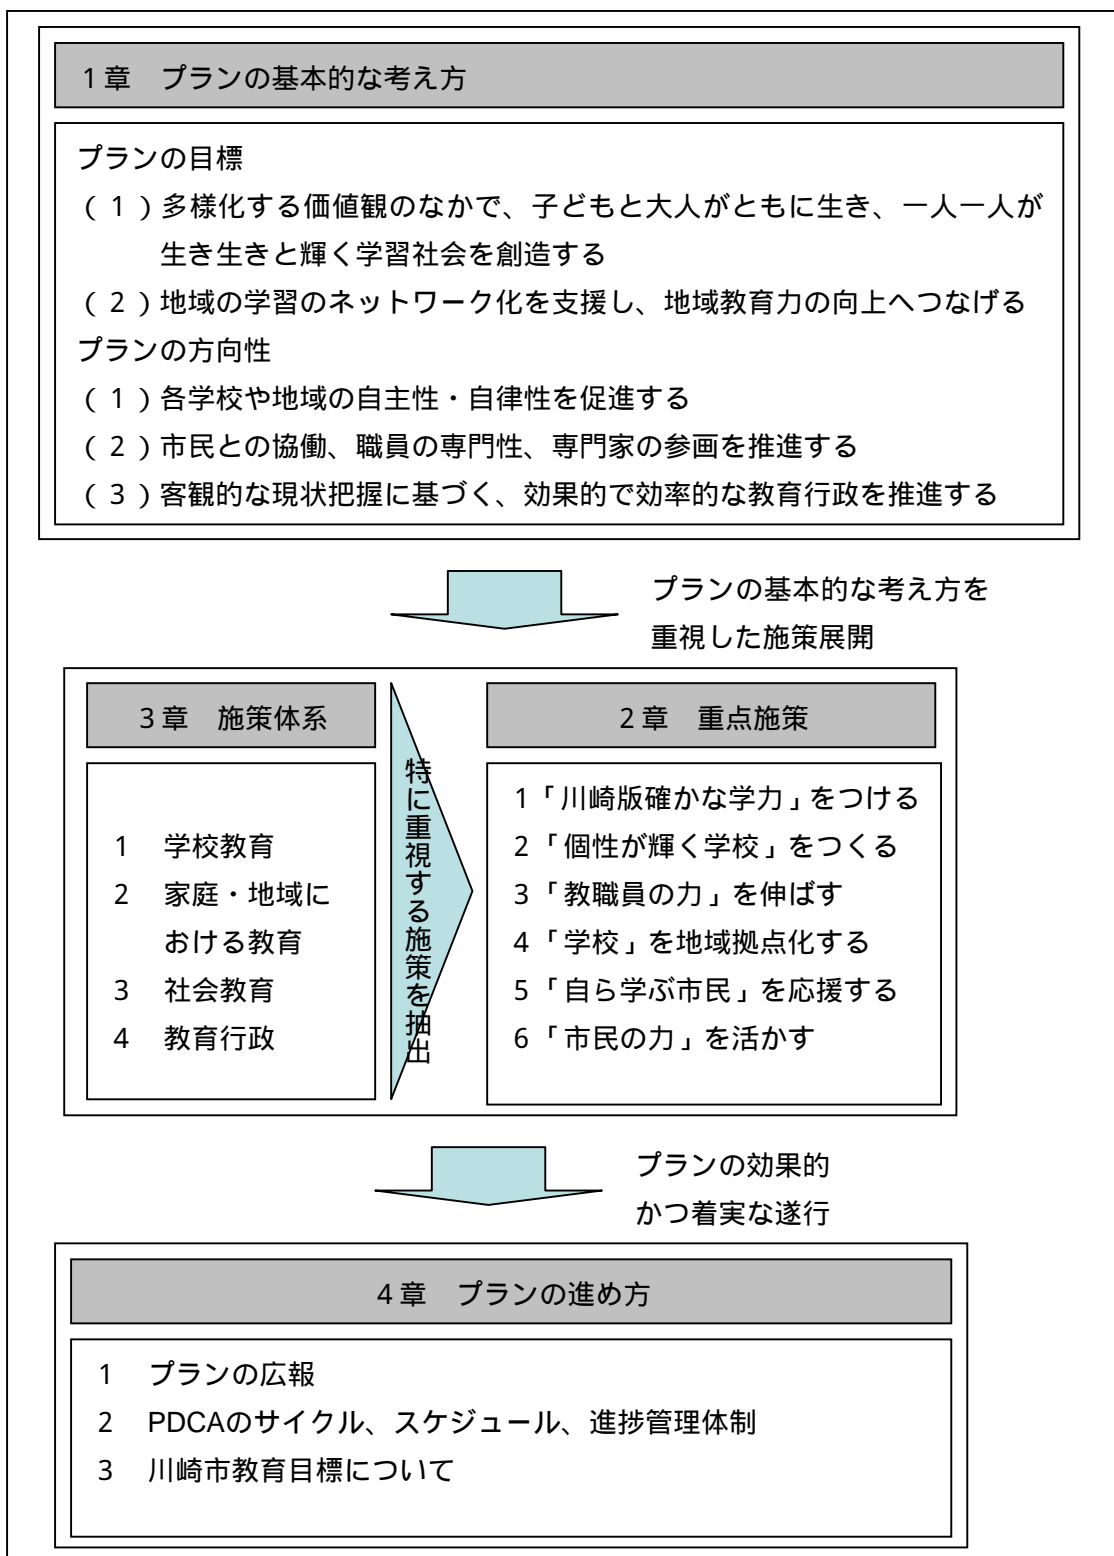 1章　プランの基本的な考え方
プランの目標
（1）多様化する価値観のなかで、子どもと大人がともに生き、一人一人が
生き生きと輝く学習社会を創造する
（2）地域の学習のネットワーク化を支援し、地域教育力の向上へつなげる
プランの方向性
（1）各学校や地域の自主性・自律性を促進する
（2）市民との協働、職員の専門性、専門家の参画を推進する
（3）客観的な現状把握に基づく、効果的で効率的な教育行政を推進する
プランの基本的な考え方を
重視した施策展開
3章　施策体系
1　学校教育
2　家庭・地域に
おける教育
3　社会教育
4　教育行政
特に重視する施策を抽出
2章　重点施策
1「川崎版確かな学力」をつける
2「個性が輝く学校」をつくる
3「教職員の力」を伸ばす
4「学校」を地域拠点化する
5「自ら学ぶ市民」を応援する
6「市民の力」を活かす
プランの効果的
かつ着実な遂行
4章　プランの進め方
1　プランの広報
2　PDCAのサイクル、スケジュール、進捗管理体制
3　川崎市教育目標について